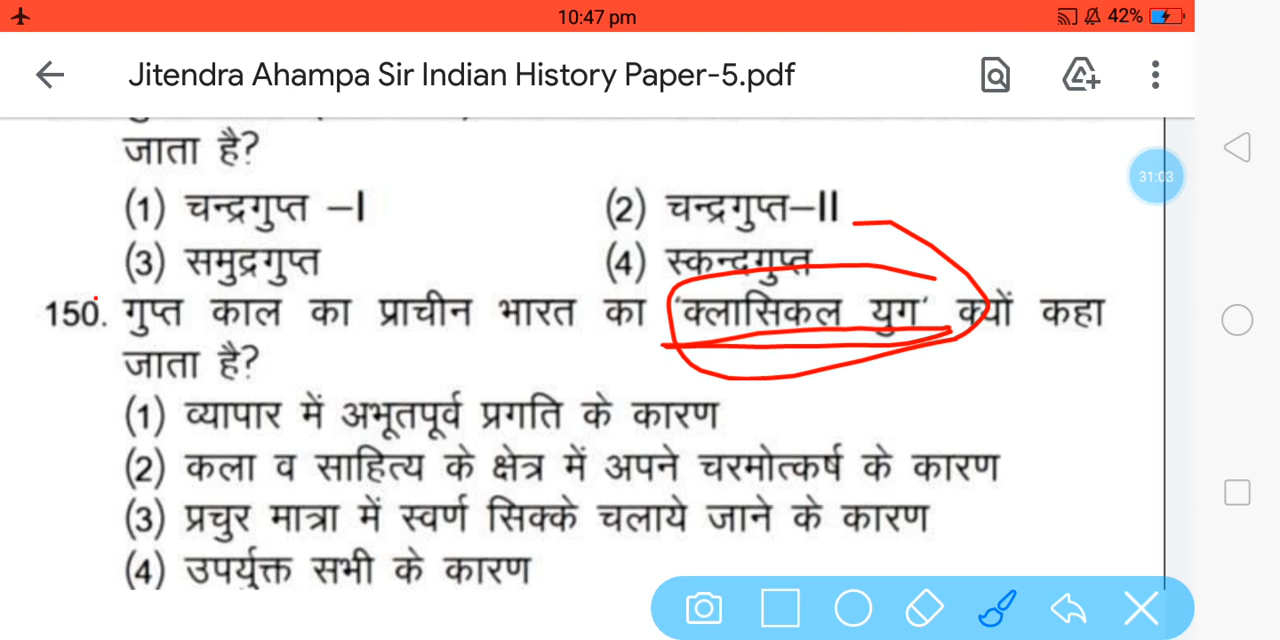 10:47 pm
42%
Jitendra Ahampa Sir Indian History Paper-5.pdf
जाता है?
31:03
(1) चन्द्रगुप्त –I (2) चन्द्रगुप्त–II
(3) समुद्रगुप्त (4) स्कन्दगुप्त
150. गुप्त काल का प्राचीन भारत का 'क्लासिकल युग' क्यों कहा
जाता है?
(1) व्यापार में अभूतपूर्व प्रगति के कारण
(2) कला व साहित्य के क्षेत्र में अपने चरमोत्कर्ष के कारण
(3) प्रचुर मात्रा में स्वर्ण सिक्के चलाये जाने के कारण
(4) उपर्युक्त सभी के कारण